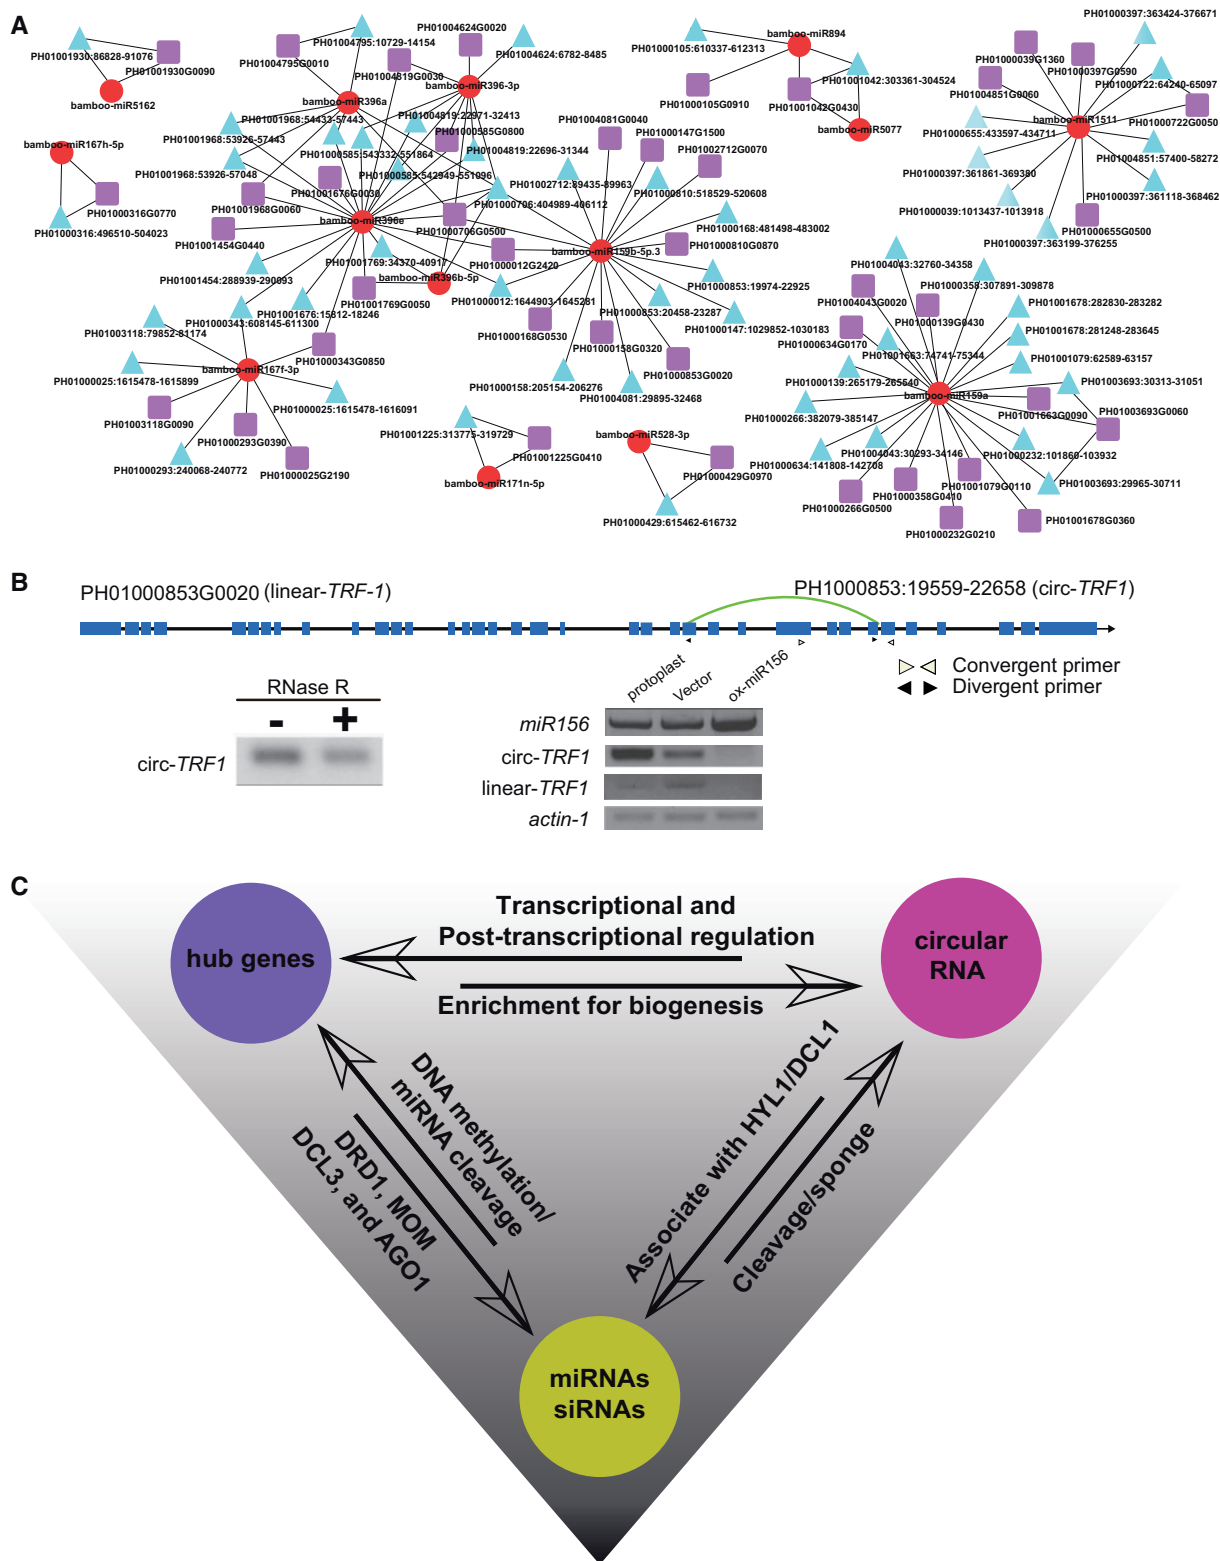 A
PH01000397:363424-376671
PH01004624G0020
bamboo-miR894
PH01004795:10729-14154
PH01001930:86828-91076
PH01004624:6782-8485
PH01000105:610337-612313
PH01000039G1360
PH01000397G0590
PH01004795G0010
PH01001930G0090
PH01004819G0030
PH01001042:303361-304524
PH01000722:64240-65097
bamboo-miR5162
bamboo-miR396a
bamboo-miR396-3p
PH01000105G0910
PH01001042G0430
PH01004851G0060
PH01004819:22971-32413
PH01001968:54433-57443
PH01004081G0040
bamboo-miR5077
bamboo-miR1511
PH01000722G0050
PH01001968:53926-57443
PH01000585G0800
PH01000147G1500
PH01000655:433597-434711
bamboo-miR167h-5p
PH01000585:543332-551864
PH01004819:22696-31344
PH01002712G0070
PH01004851:57400-58272
PH01001968:53926-57048
PH01000585:542949-551096
PH01002712:89435-89963
PH01000397:361861-369380
PH01001676G0030
PH01000706:404989-406112
PH01000810:518529-520608
PH01000397:361118-368462
PH01000316G0770
PH01001968G0060
PH01000039:1013437-1013918
PH01000316:496510-504023
bamboo-miR396e
PH01000706G0500
PH01000168:481498-483002
PH01000655G0500
PH01001454G0440
bamboo-miR159b-5p.3
PH01000810G0870
PH01000397:363199-376255
PH01001769:34370-40917
PH01000012G2420
PH01004043:32760-34358
PH01001454:288939-290093
bamboo-miR396b-5p
PH01000853:19974-22925
PH01000358:307891-309878
PH01001769G0050
PH01000012:1644903-1645281
PH01004043G0020
PH01001678:282830-283282
PH01001676:15812-18246
PH01000853:20458-23287
PH01000343:608145-611300
PH01000147:1029852-1030183
PH01000139G0430
PH01003118:79852-81174
PH01000168G0530
PH01000634G0170
PH01001678:281248-283645
PH01000343G0850
PH01000158G0320
PH01001663:74741-75344
PH01001079:62589-63157
bamboo-miR167f-3p
PH01000853G0020
PH01000139:265179-265540
PH01003693:30313-31051
PH01000025:1615478-1615899
PH01000158:205154-206276
bamboo-miR159a
PH01004081:29895-32468
PH01000266:382079-385147
PH01001663G0090
PH01003693G0060
PH01000025:1615478-1616091
PH01003118G0090
PH01001225:313775-319729
bamboo-miR528-3p
PH01000232:101860-103932
PH01000293G0390
PH01001225G0410
PH01004043:30293-34146
PH01000634:141808-142708
PH01000293:240068-240772
PH01000025G2190
PH01000429G0970
PH01001079G0110
PH01003693:29965-30711
bamboo-miR171n-5p
PH01000358G0410
PH01000266G0500
PH01000429:615462-616732
PH01001678G0360
PH01000232G0210
B
PH01000853G0020 (linear-TRF-1)
PH1000853:19559-22658 (circ-TRF1)
Convergent primer
Divergent primer
RNase R
- +
circ-TRF1
protoplast
Vector
ox-miR156
miR156
circ-TRF1
linear-TRF1
actin-1
C
hub genes
Transcriptional and
Post-transcriptional regulation
Enrichment for biogenesis
circular
RNA
DNA methylation/
miRNA cleavage
DRD1, MOM
DCL3, and AGO1
Associate with HYL1/DCL1
Cleavage/sponge
miRNAs
siRNAs